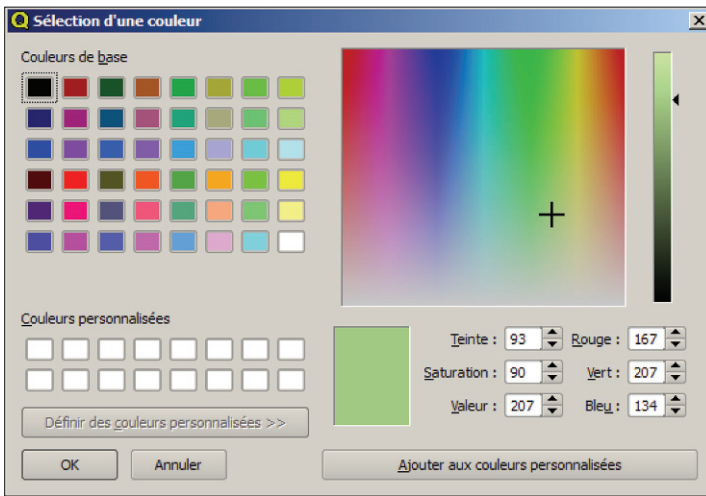 Sélection d'une couleur
Couleurs de base
Couleurs personnalisées
Teinte : 93 Rouge : 167
Saturation : 90 Vert : 207
Valeur : 207 Bleu : 134
Définir des couleurs personnalisées >>
OK Annuler Ajouter aux couleurs personnalisées